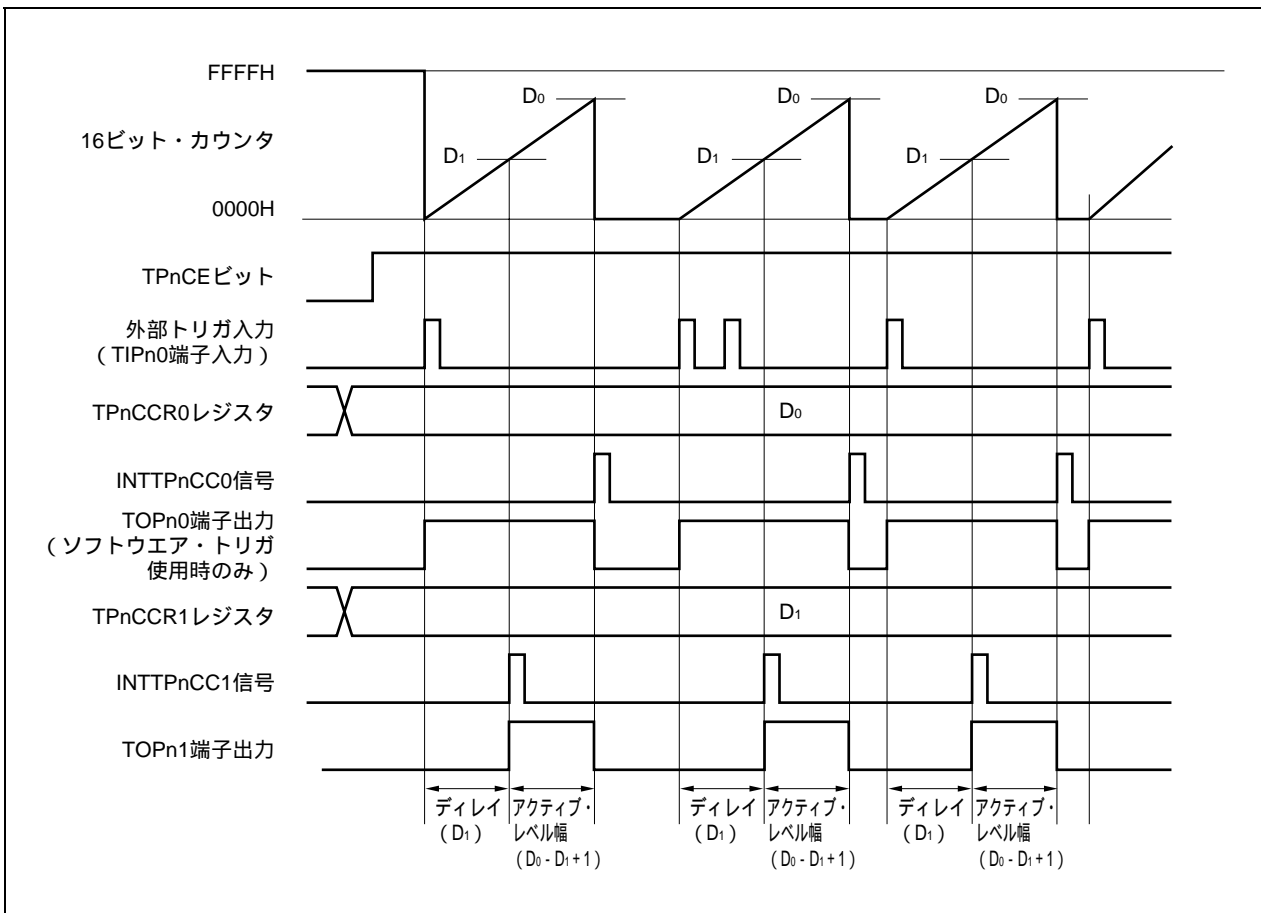 FFFFH
D0
D0
D0
16ビット・カウンタ
D1
D1
D1
0000H
TPnCEビット
外部トリガ入力
(TIPn0端子入力)
TPnCCR0レジスタ
D0
INTTPnCC0信号
TOPn0端子出力
(ソフトウエア・トリガ
使用時のみ)
TPnCCR1レジスタ
D1
INTTPnCC1信号
TOPn1端子出力
ディレイ
(D1)
アクティブ・
レベル幅
(D0 - D1 + 1)
ディレイ
(D1)
アクティブ・
レベル幅
(D0 - D1 + 1)
ディレイ
(D1)
アクティブ・
レベル幅
(D0 - D1 + 1)